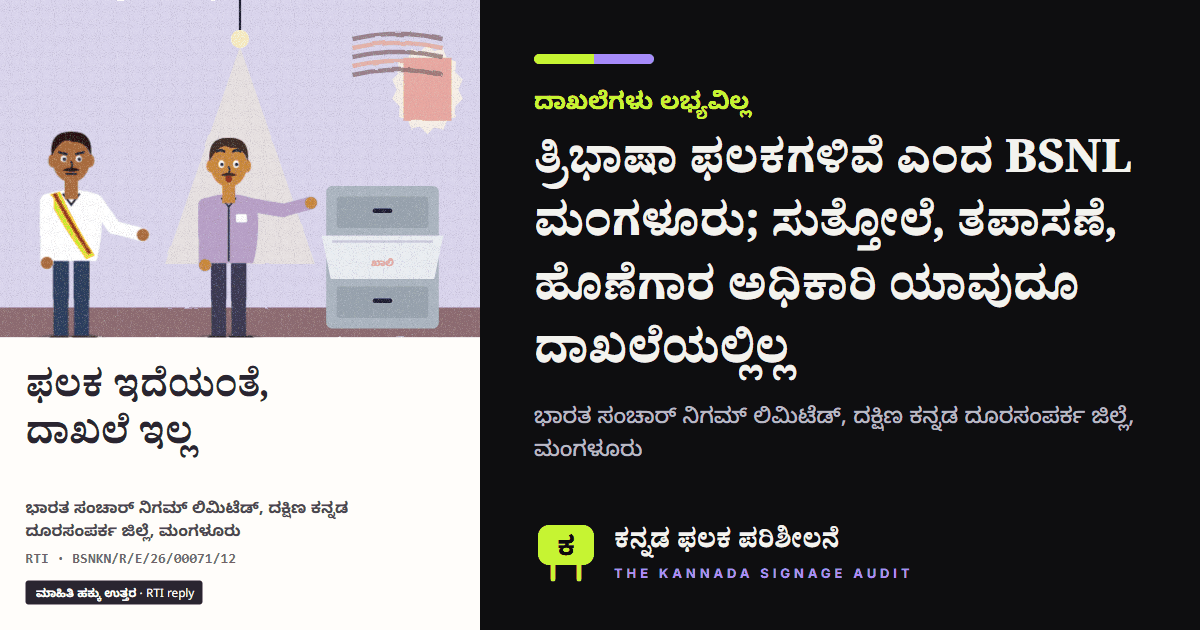 ಖಾಲಿ
ಫಲಕ ಇದೆಯಂತೆ,
ದಾಖಲೆ ಇಲ್ಲ
ಭಾರತ ಸಂಚಾರ್ ನಿಗಮ್ ಲಿಮಿಟೆಡ್, ದಕ್ಷಿಣ ಕನ್ನಡ
ದೂರಸಂಪರ್ಕ ಜಿಲ್ಲೆ, ಮಂಗಳೂರು
RTI · BSNKN/R/E/26/00071/12
ಮಾಹಿತಿ ಹಕ್ಕು ಉತ್ತರ · RTI reply
ದಾಖಲೆಗಳು ಲಭ್ಯವಿಲ್ಲ
ತ್ರಿಭಾಷಾ ಫಲಕಗಳಿವೆ ಎಂದ BSNL
ಮಂಗಳೂರು; ಸುತ್ತೋಲೆ, ತಪಾಸಣೆ,
ಹೊಣೆಗಾರ ಅಧಿಕಾರಿ ಯಾವುದೂ
ದಾಖಲೆಯಲ್ಲಿಲ್ಲ
ಭಾರತ ಸಂಚಾರ್ ನಿಗಮ್ ಲಿಮಿಟೆಡ್, ದಕ್ಷಿಣ ಕನ್ನಡ ದೂರಸಂಪರ್ಕ ಜಿಲ್ಲೆ,
ಮಂಗಳೂರು
ಕ
ಕನ್ನಡ ಫಲಕ ಪರಿಶೀಲನೆ
THE KANNADA SIGNAGE AUDIT